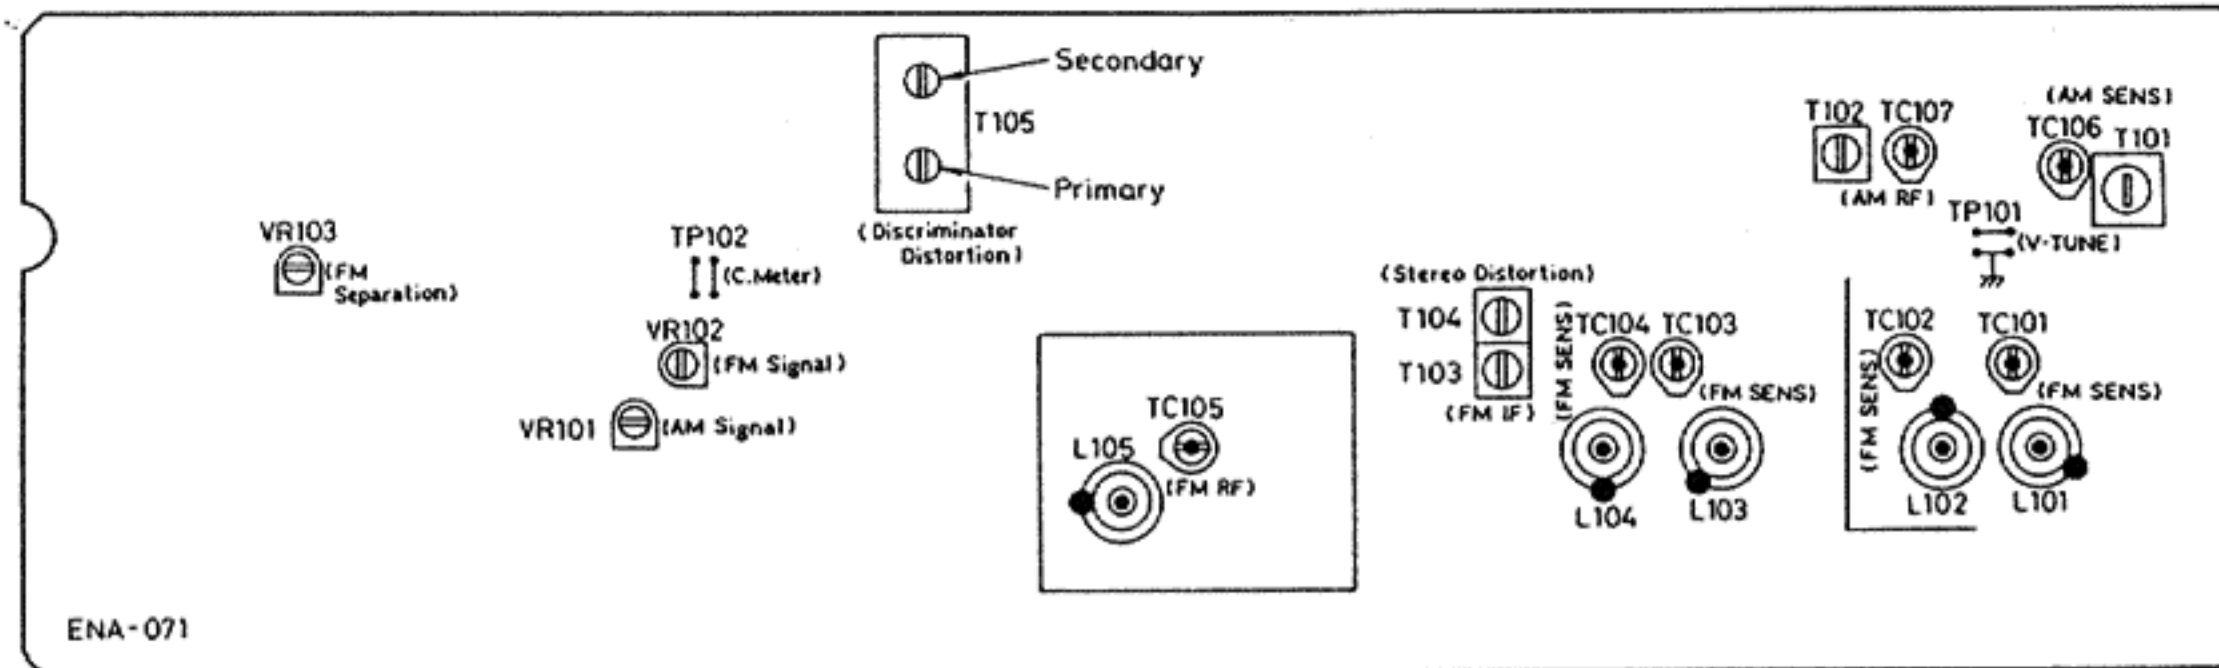 Secondary
T105
Primary
(Discriminator
Distortion)
VR103
(FM
Separation)
TP102
(C.Meter)
VR102
(FM Signal)
VR101
(AM Signal)
L105
TC105
(FM RF)
(Stereo Distortion)
T104
T103
(FM IF)
(FM SENS)
TC104
TC103
(FM SENS)
L104
L103
T102
TC107
(AM RF)
(AM SENS)
TC106
T101
TP101
(V-TUNE)
TC102
TC101
(FM SENS)
(FM SENS)
L102
L101
ENA-071